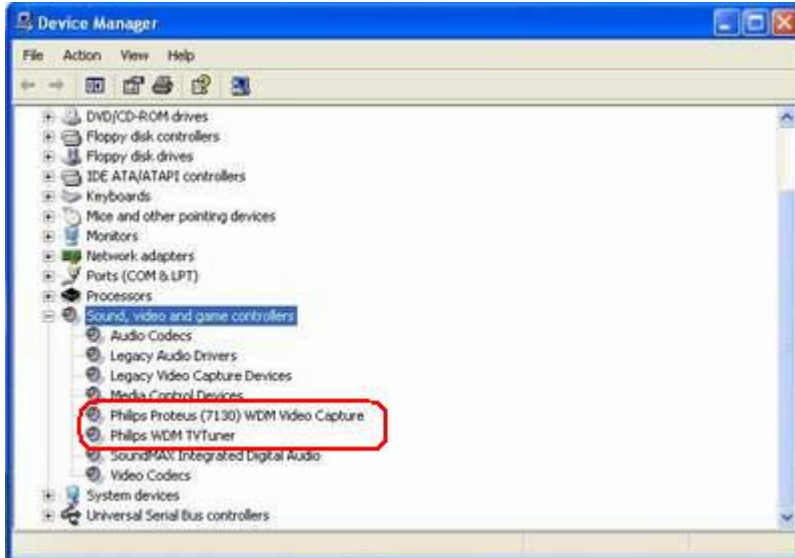 Device Manager
File Action View Help
DVD/CD-ROM drives
Floppy disk controllers
Floppy disk drives
IDE ATA/ATAPI controllers
Keyboards
Mice and other pointing devices
Monitors
Network adapters
Ports (COM & LPT)
Processors
Sound, video and game controllers
Audio Codecs
Legacy Audio Drivers
Legacy Video Capture Devices
Media Control Devices
Philips Proteus (7130) WDM Video Capture
Philips WDM TVTuner
SoundMAX Integrated Digital Audio
Video Codecs
System devices
Universal Serial Bus controllers